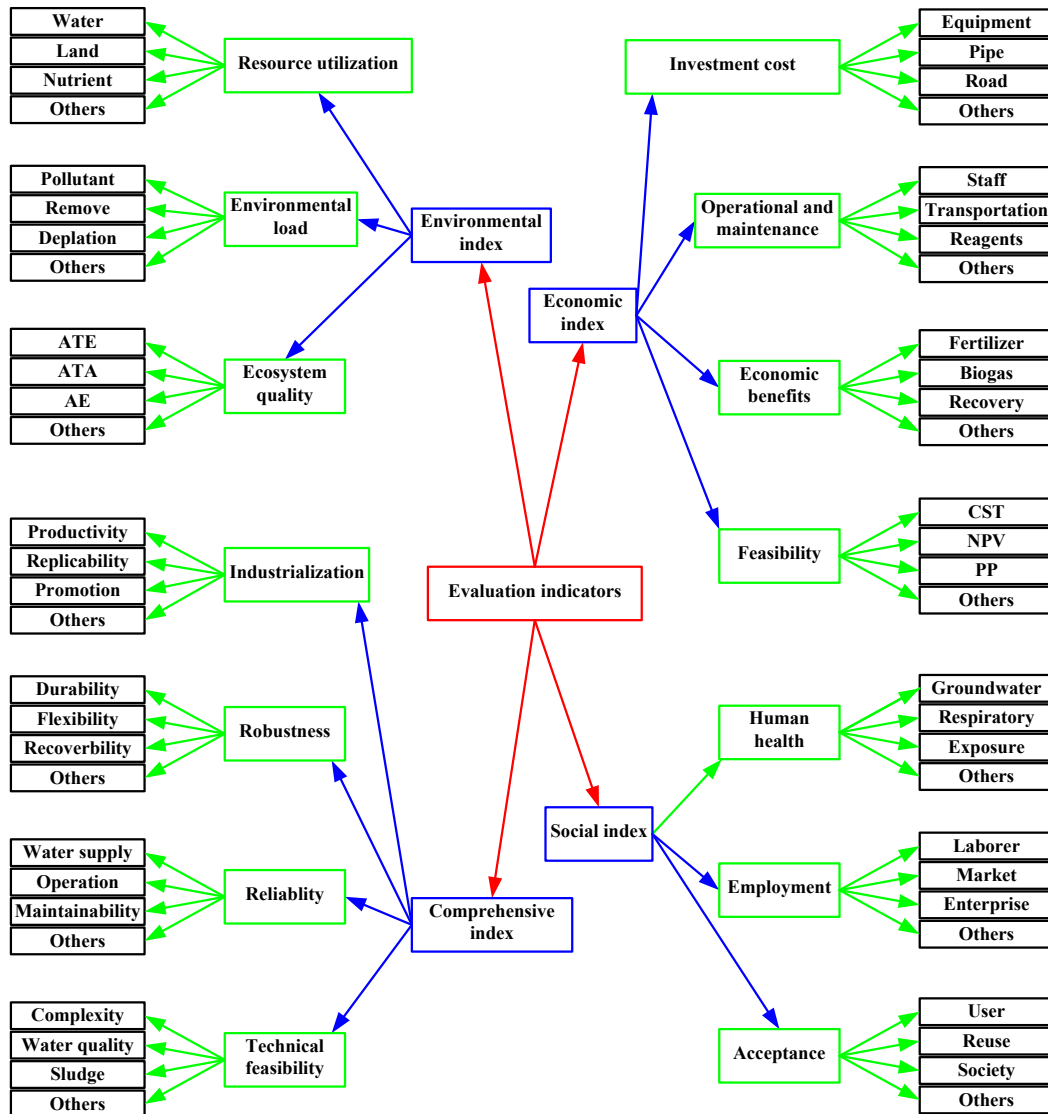 Water
Land
Nutrient
Others
Resource utilization
Pollutant
Remove
Deplation
Others
Environmental
load
ATE
ATA
AE
Others
Ecosystem
quality
Environmental
index
Equipment
Pipe
Road
Others
Investment cost
Staff
Transportation
Reagents
Others
Operational and
maintenance
Fertilizer
Biogas
Recovery
Others
Economic
benefits
CST
NPV
PP
Others
Feasibility
Economic
index
Evaluation indicators
Productivity
Replicability
Promotion
Others
Industrialization
Durability
Flexibility
Recoverbility
Others
Robustness
Water supply
Operation
Maintainability
Others
Reliablity
Complexity
Water quality
Sludge
Others
Technical
feasibility
Comprehensive
index
Groundwater
Respiratory
Exposure
Others
Human
health
Laborer
Market
Enterprise
Others
Employment
User
Reuse
Society
Others
Acceptance
Social index